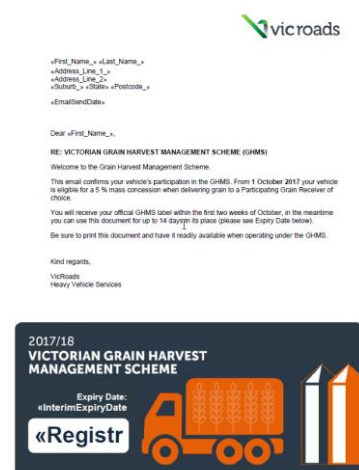 vicroads
«First_Name_» «Last_Name_»
«Address_Line_1_»
«Address_Line_2»
«Suburb_» «State» «Postcode_»
«EmailSendDate»
Dear «First_Name_»,
RE: VICTORIAN GRAIN HARVEST MANAGEMENT SCHEME (GHMS)
Welcome to the Grain Harvest Management Scheme.
This email confirms your vehicle's participation in the GHMS. From 1 October 2017 your vehicle
is eligible for a 5 % mass concession when delivering grain to a Participating Grain Receiver of
choice.
You will receive your official GHMS label within the first two weeks of October, in the meantime
you can use this document for up to 14 days in its place (please see Expiry Date below).
Be sure to print this document and have it readily available when operating under the GHMS.
Kind regards,
VicRoads
Heavy Vehicle Services
2017/18
VICTORIAN GRAIN HARVEST
MANAGEMENT SCHEME
Expiry Date:
«InterimExpiryDate
«Registr